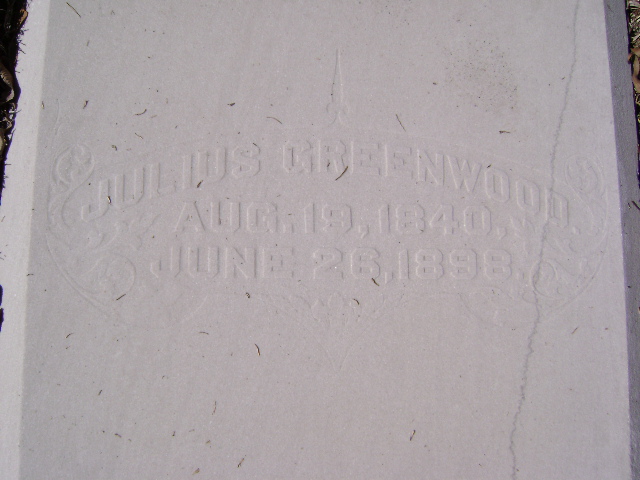 JULIUS GREENWOOD.
AUG. 19, 1840.
JUNE 26, 1898.